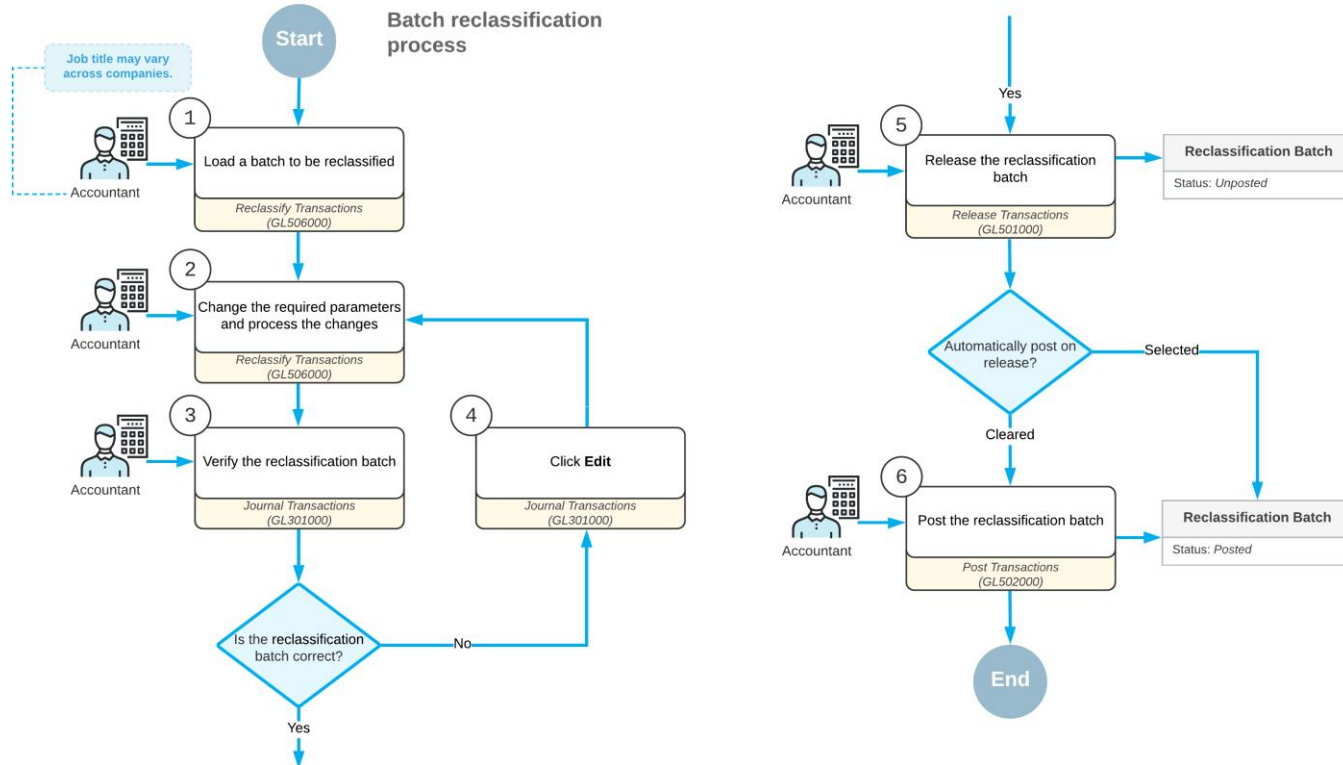 Start
Batch reclassification
process
Job title may vary
across companies.
1
Load a batch to be reclassified
Accountant
Reclassify Transactions
(GL506000)
2
Change the required parameters
and process the changes
Accountant
Reclassify Transactions
(GL506000)
3
Verify the reclassification batch
Accountant
Journal Transactions
(GL301000)
4
Click Edit
Journal Transactions
(GL301000)
Is the reclassification
batch correct?
No
Yes
Yes
5
Release the reclassification
batch
Accountant
Release Transactions
(GL501000)
Reclassification Batch
Status: Unposted
Automatically post on
release?
Selected
Cleared
6
Post the reclassification batch
Accountant
Post Transactions
(GL502000)
Reclassification Batch
Status: Posted
End